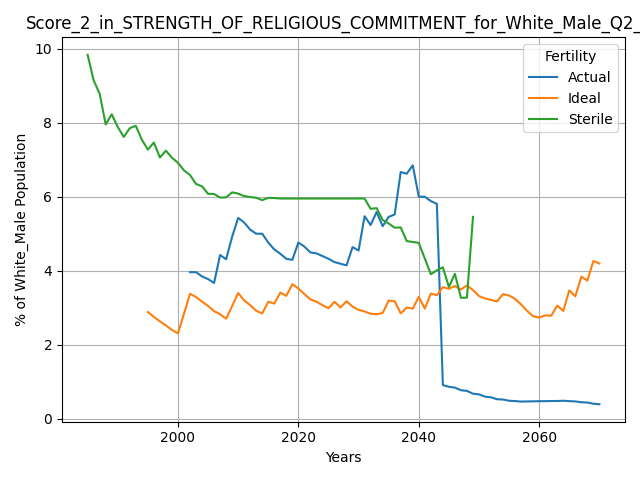 Score_2_in_STRENGTH_OF_RELIGIOUS_COMMITMENT_for_White_Male_Q2_
Fertility
Actual
Ideal
Sterile
% of White_Male Population
10
8
6
4
2
0
2000
2020
2040
2060
Years